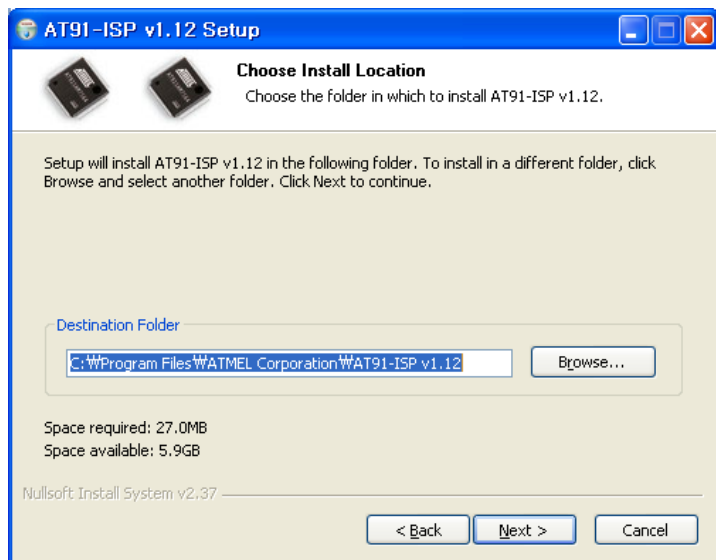 AT91-ISP v1.12 Setup
Choose Install Location
Choose the folder in which to install AT91-ISP v1.12.
Setup will install AT91-ISP v1.12 in the following folder. To install in a different folder, click
Browse and select another folder. Click Next to continue.
Destination Folder
C:₩Program Files₩ATMEL Corporation₩AT91-ISP v1.12
Browse...
Space required: 27.0MB
Space available: 5.9GB
Nullsoft Install System v2.37
< Back
Next >
Cancel